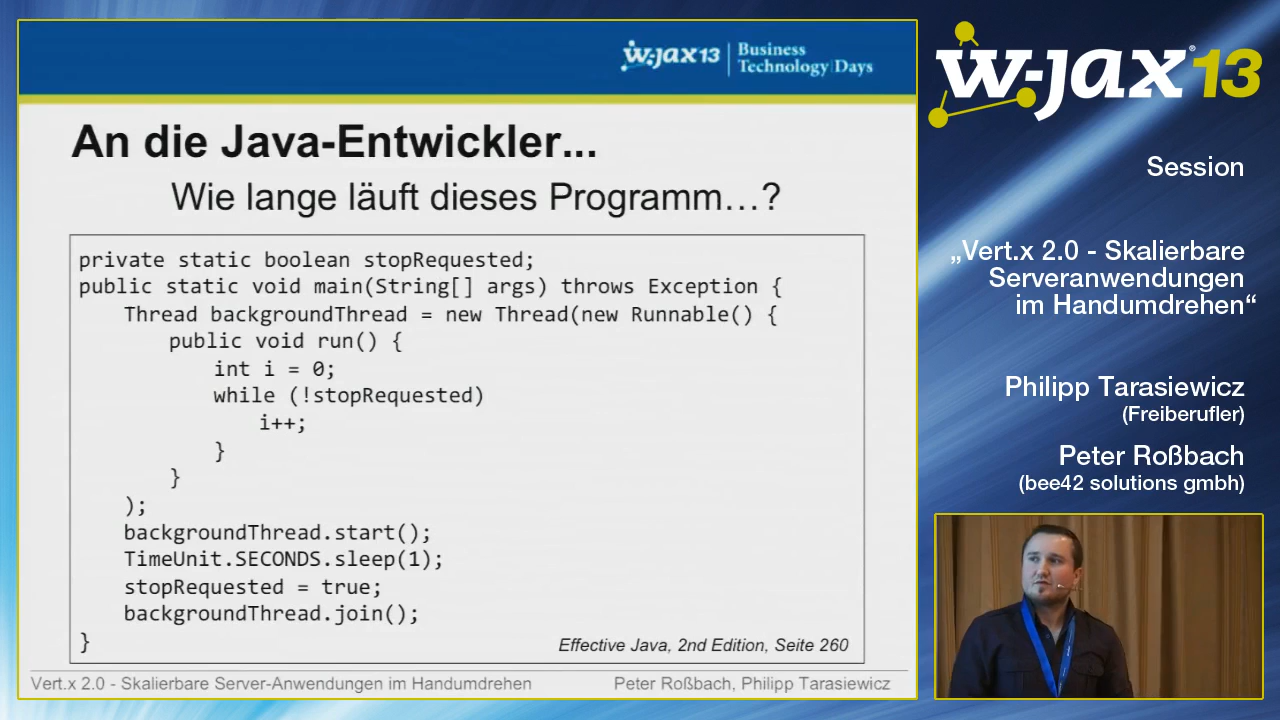 w-jax 13 | Business
Technology Days
An die Java-Entwickler...
Wie lange läuft dieses Programm…?
private static boolean stopRequested;
public static void main(String[] args) throws Exception {
Thread backgroundThread = new Thread(new Runnable() {
public void run() {
int i = 0;
while (!stopRequested)
i++;
}
}
);
backgroundThread.start();
TimeUnit.SECONDS.sleep(1);
stopRequested = true;
backgroundThread.join();
}
Effective Java, 2nd Edition, Seite 260
Vert.x 2.0 - Skalierbare Server-Anwendungen im Handumdrehen
Peter Roßbach, Philipp Tarasiewicz
w-jax® 13
Session
„Vert.x 2.0 - Skalierbare
Serveranwendungen
im Handumdrehen“
Philipp Tarasiewicz
(Freiberufler)
Peter Roßbach
(bee42 solutions gmbh)